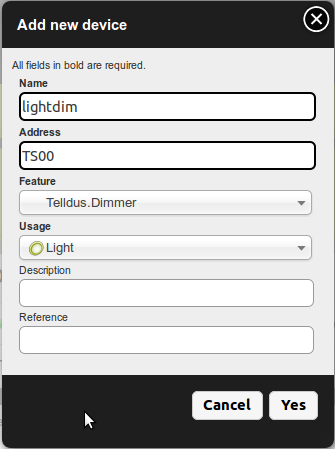 Add new device
All fields in bold are required.
Name
lightdim
Address
TS00
Feature
Telldus.Dimmer
Usage
Light
Description
Reference
Cancel Yes